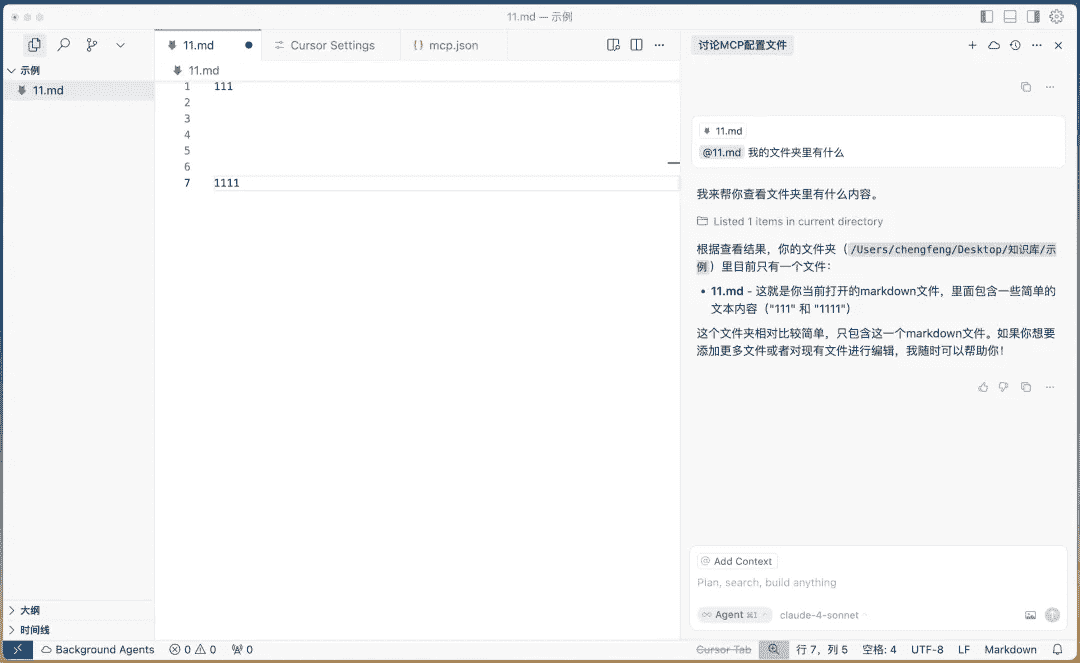 11.md — 示例
11.md
Cursor Settings
{} mcp.json
讨论MCP配置文件
示例
11.md
11.md
1 111
2
3
4
5
6
7 1111
11.md
@11.md 我的文件夹里有什么
我来帮你查看文件夹里有什么内容。
Listed 1 items in current directory
根据查看结果，你的文件夹（/Users/chengfeng/Desktop/知识库/示
例）里目前只有一个文件：
• 11.md - 这就是你当前打开的markdown文件，里面包含一些简单的
文本内容（"111" 和 "1111"）
这个文件夹相对比较简单，只包含这一个markdown文件。如果你想要
添加更多文件或者对现有文件进行编辑，我随时可以帮助你！
@ Add Context
Plan, search, build anything
∞ Agent ⌘I
claude-4-sonnet
大纲
时间线
Background Agents
0
0
0
Cursor Tab
行 7，列 5
空格: 4
UTF-8
LF
Markdown